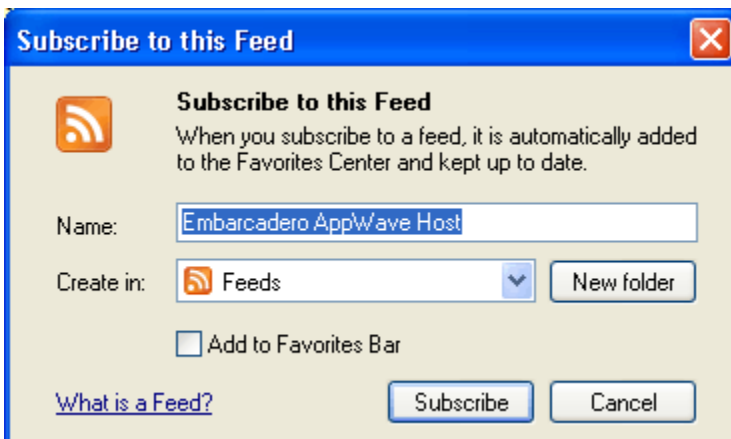 Subscribe to this Feed
Subscribe to this Feed
When you subscribe to a feed, it is automatically added
to the Favorites Center and kept up to date.
Name: Embarcadero AppWave Host
Create in: Feeds New folder
Add to Favorites Bar
What is a Feed? Subscribe Cancel